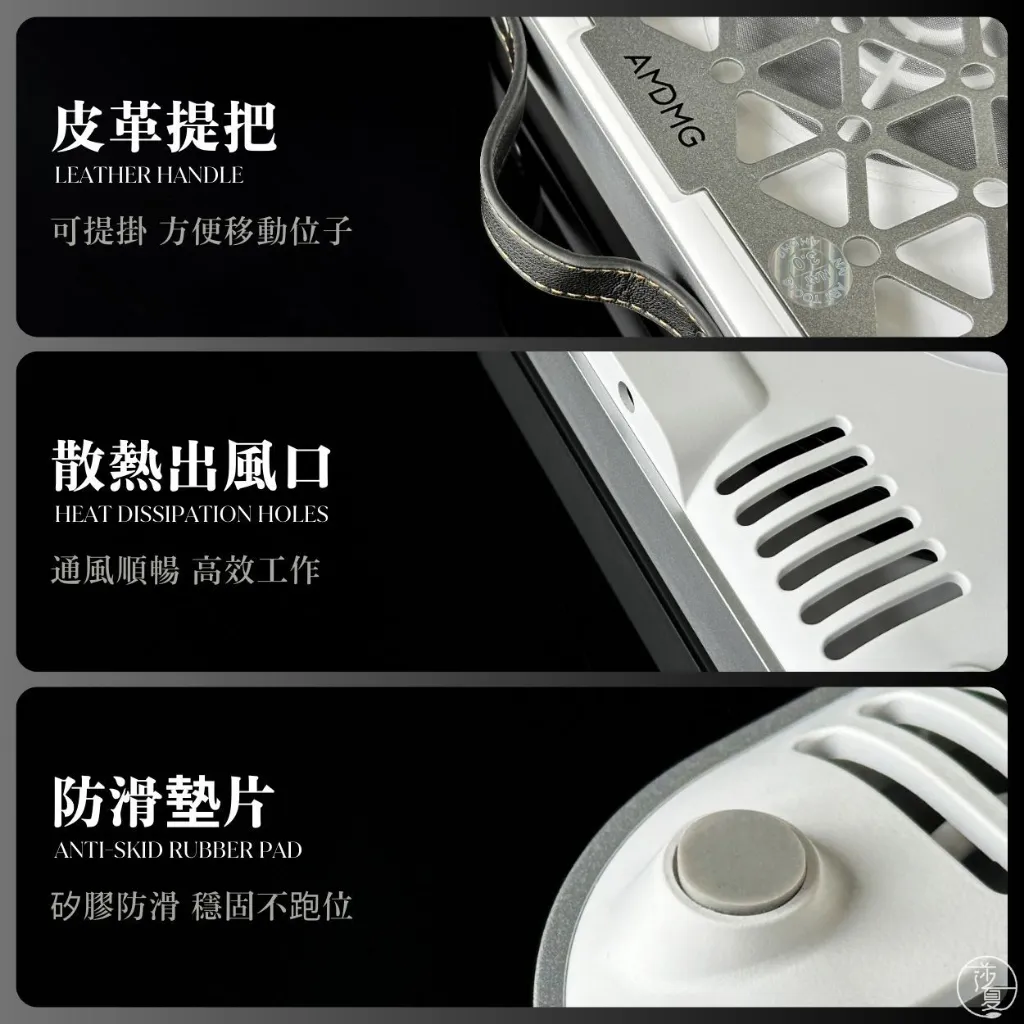 皮革提把
LEATHER HANDLE
可提掛 方便移動位子
AMDMG
散熱出風口
HEAT DISSIPATION HOLES
通風順暢 高效工作
防滑墊片
ANTI-SKID RUBBER PAD
矽膠防滑 穩固不跑位
莎夏